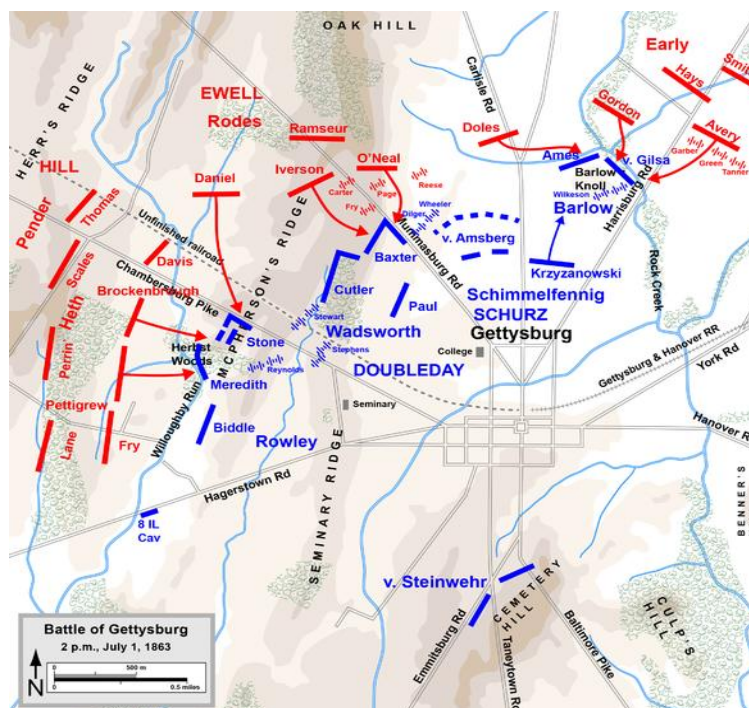 OAK HILL
Early
Smi
Hays
Carlisle Rd
EWELL
Rodes
HERR'S RIDGE
Gordon
Avery
Ramseur
Doles
HILL
Daniel
Iverson
O'Neal
Ames
v. Gilsa
Garber
Green
Tanner
Barlow
Knoll
Carter
Page
Reese
Fry
Wheeler
Dilger
Wilkeson
Barlow
Harrisburg Rd
Pender
Thomas
Unfinished railroad
MCPHERSON'S RIDGE
Mummasburg Rd
v. Amsberg
Scales
Davis
Chambersburg Pike
Baxter
Krzyzanowski
Rock Creek
Heth
Brockenbrough
Cutler
Paul
Schimmelfennig
SCHURZ
Gettysburg
Stewart
Wadsworth
Perrin
Herbst
Woods
Stone
Stephens
DOUBLEDAY
College
Gettysburg & Hanover RR
York Rd
Meredith
Reynolds
Pettigrew
Willoughby Run
Seminary
Hanover R
Lane
Fry
Biddle
Rowley
Hagerstown Rd
SEMINARY RIDGE
BENNER'S
8 IL
Cav
v. Steinwehr
CEMETERY
HILL
CULP'S
HILL
Emmitsburg Rd
Taneytown Rd
Baltimore Pike
Battle of Gettysburg
2 p.m., July 1, 1863
0 500 m
0 0.5 miles
N